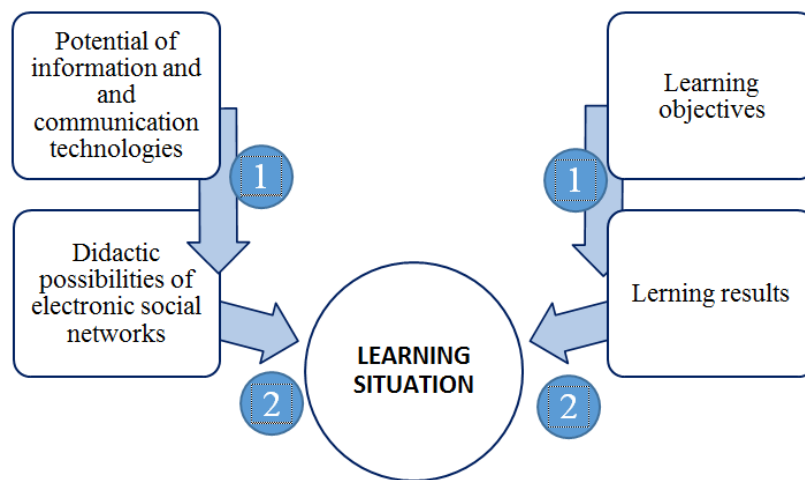 Potential of
information and
and
communication
technologies
1
Didactic
possibilities of
electronic social
networks
2
LEARNING
SITUATION
Learning
objectives
1
Lerning results
2